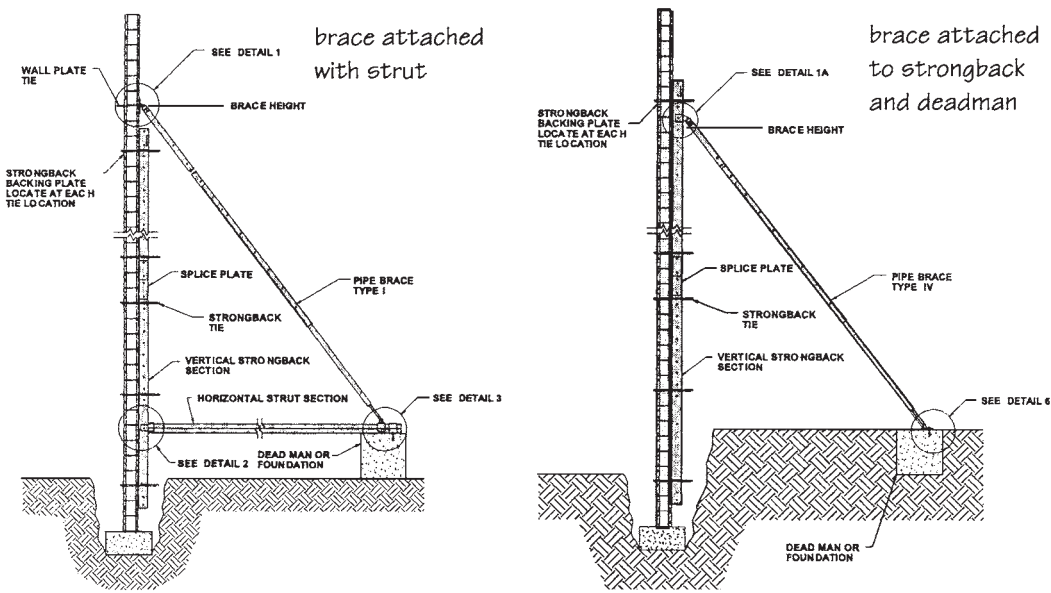 brace attached
with strut
SEE DETAIL 1
WALL PLATE
TIE
BRACE HEIGHT
STRONGBACK
BACKING PLATE
LOCATE AT EACH
TIE LOCATION
SPLICE PLATE
PIPE BRACE
TYPE I
STRONGBACK
TIE
VERTICAL STRONGBACK
SECTION
HORIZONTAL STRUT SECTION
SEE DETAIL 3
SEE DETAIL 2
DEAD MAN OR
FOUNDATION
brace attached
to strongback
and deadman
SEE DETAIL 1A
STRONGBACK
BACKING PLATE
LOCATE AT EACH
TIE LOCATION
BRACE HEIGHT
SPLICE PLATE
PIPE BRACE
TYPE IV
STRONGBACK
TIE
VERTICAL STRONGBACK
SECTION
SEE DETAIL 6
DEAD MAN OR
FOUNDATION